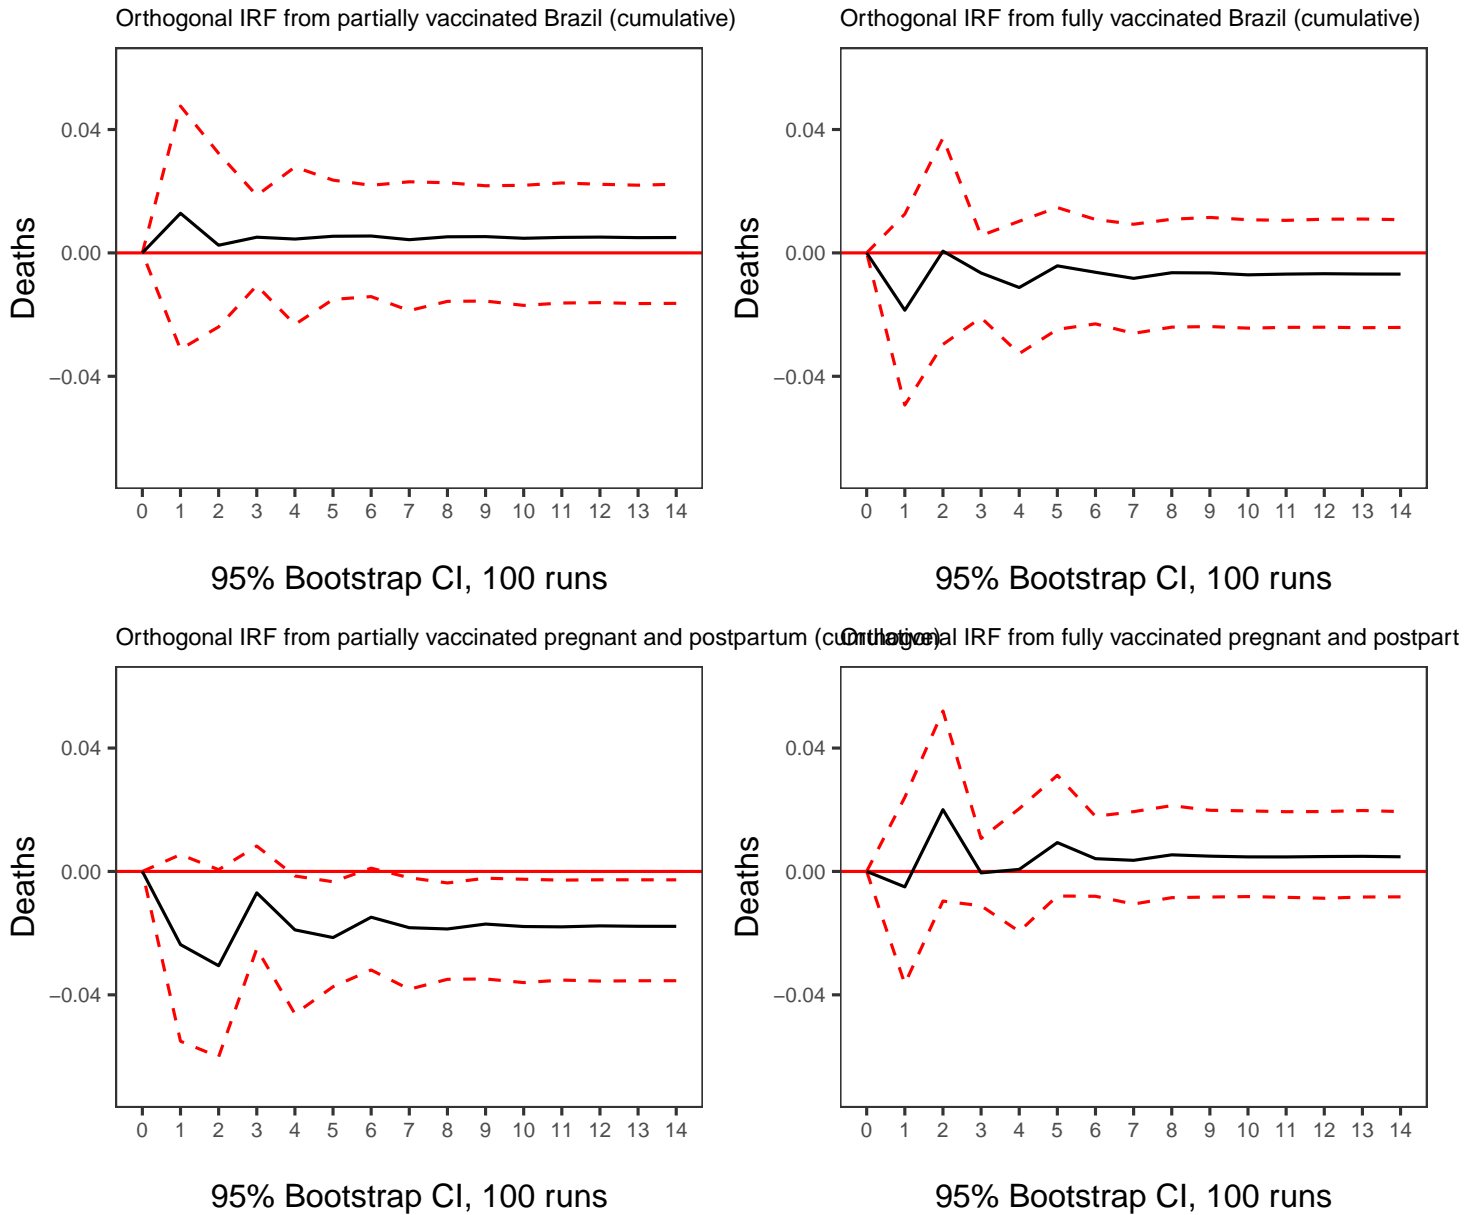 Orthogonal IRF from partially vaccinated Brazil (cumulative)
Deaths
0.04
0.00
−0.04
0 1 2 3 4 5 6 7 8 9 10 11 12 13 14
95% Bootstrap CI, 100 runs
Orthogonal IRF from fully vaccinated Brazil (cumulative)
Deaths
0.04
0.00
−0.04
0 1 2 3 4 5 6 7 8 9 10 11 12 13 14
95% Bootstrap CI, 100 runs
Orthogonal IRF from partially vaccinated pregnant and postpartum (cumulative)
Deaths
0.04
0.00
−0.04
0 1 2 3 4 5 6 7 8 9 10 11 12 13 14
95% Bootstrap CI, 100 runs
Orthogonal IRF from fully vaccinated pregnant and postpart
Deaths
0.04
0.00
−0.04
0 1 2 3 4 5 6 7 8 9 10 11 12 13 14
95% Bootstrap CI, 100 runs